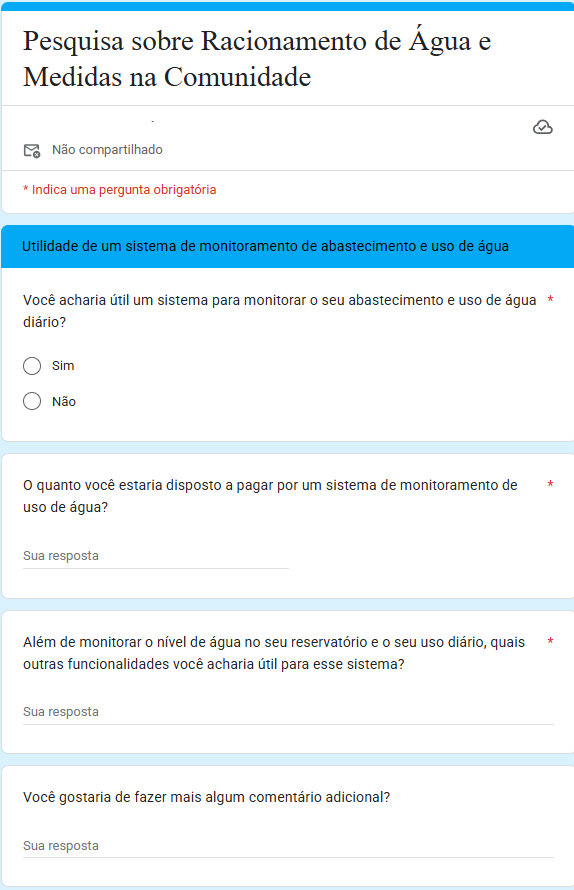 Pesquisa sobre Racionamento de Água e
Medidas na Comunidade
Não compartilhado
* Indica uma pergunta obrigatória
Utilidade de um sistema de monitoramento de abastecimento e uso de água
Você acharia útil um sistema para monitorar o seu abastecimento e uso de água *
diário?
Sim
Não
O quanto você estaria disposto a pagar por um sistema de monitoramento de *
uso de água?
Sua resposta
Além de monitorar o nível de água no seu reservatório e o seu uso diário, quais *
outras funcionalidades você acharia útil para esse sistema?
Sua resposta
Você gostaria de fazer mais algum comentário adicional?
Sua resposta